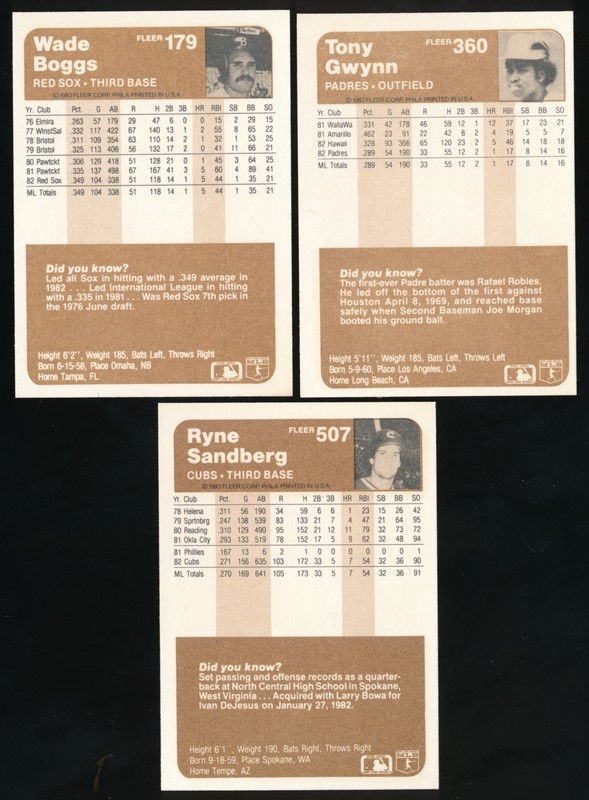 Wade
Boggs
FLEER 179
RED SOX • THIRD BASE
© 1983 FLEER CORP. PHILA. PRINTED IN U.S.A.
Yr. Club Pct. G AB R H 2B 3B HR RBI SB BB SO
76 Elmira .263 57 179 29 47 6 0 0 15 2 29 15
77 WinstSal .332 117 422 67 140 13 1 2 55 8 65 22
78 Bristol .311 109 354 63 110 14 2 1 32 1 53 25
79 Bristol .325 113 406 56 132 17 2 0 41 11 66 21
80 Pawtckt .306 129 418 51 128 21 0 1 45 3 64 25
81 Pawtckt .335 137 498 67 167 41 3 5 60 4 89 41
82 Red Sox .349 104 338 51 118 14 1 5 44 1 35 21
ML Totals .349 104 338 51 118 14 1 5 44 1 35 21
Did you know?
Led all Sox in hitting with a .349 average in
1982 . . . Led International League in hitting
with a .335 in 1981 . . . Was Red Sox 7th pick in
the 1976 June draft.
Height 6'2", Weight 185, Bats Left, Throws Right
Born 6-15-58, Place Omaha, NB
Home Tampa, FL
Tony
Gwynn
FLEER 360
PADRES • OUTFIELD
© 1983 FLEER CORP. PHILA. PRINTED IN U.S.A.
Yr. Club Pct. G AB R H 2B 3B HR RBI SB BB SO
81 WallaWa .331 42 178 46 59 12 1 12 37 17 23 21
81 Amarillo .462 23 91 22 42 8 2 4 19 5 5 7
82 Hawaii .328 93 366 65 120 23 2 5 46 14 18 18
82 Padres .289 54 190 33 55 12 2 1 17 8 14 16
ML Totals .289 54 190 33 55 12 2 1 17 8 14 16
Did you know?
The first-ever Padre batter was Rafael Robles.
He led off the bottom of the first against
Houston April 8, 1969, and reached base
safely when Second Baseman Joe Morgan
booted his ground ball.
Height 5'11", Weight 185, Bats Left, Throws Left
Born 5-9-60, Place Los Angeles, CA
Home Long Beach, CA
Ryne
Sandberg
FLEER 507
CUBS • THIRD BASE
© 1983 FLEER CORP. PHILA. PRINTED IN U.S.A.
Yr. Club Pct. G AB R H 2B 3B HR RBI SB BB SO
78 Helena .311 56 190 34 59 6 6 1 23 15 26 42
79 Sprtnbrg .247 138 539 83 133 21 7 4 47 21 64 95
80 Reading .310 129 490 95 152 21 12 11 79 32 73 72
81 Okla City .293 133 519 78 152 17 5 9 62 32 48 94
81 Phillies .167 13 6 2 1 0 0 0 0 0 0 1
82 Cubs .271 156 635 103 172 33 5 7 54 32 36 90
ML Totals .270 169 641 105 173 33 5 7 54 32 36 91
Did you know?
Set passing and offense records as a quarter-
back at North Central High School in Spokane,
West Virginia . . . Acquired with Larry Bowa for
Ivan DeJesus on January 27, 1982.
Height 6'1", Weight 190, Bats Right, Throws Right
Born 9-18-59, Place Spokane, WA
Home Tempe, AZ